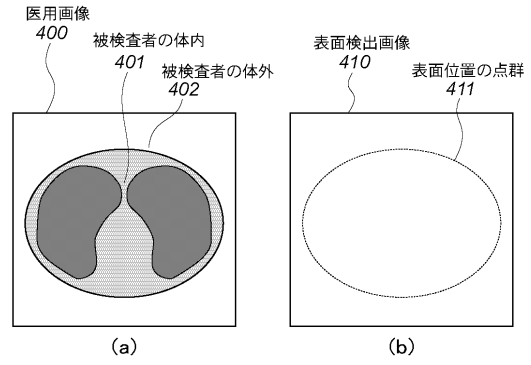 医用画像
400
被検査者の体内
401
被検査者の体外
402
(a)
表面検出画像
410
表面位置の点群
411
(b)